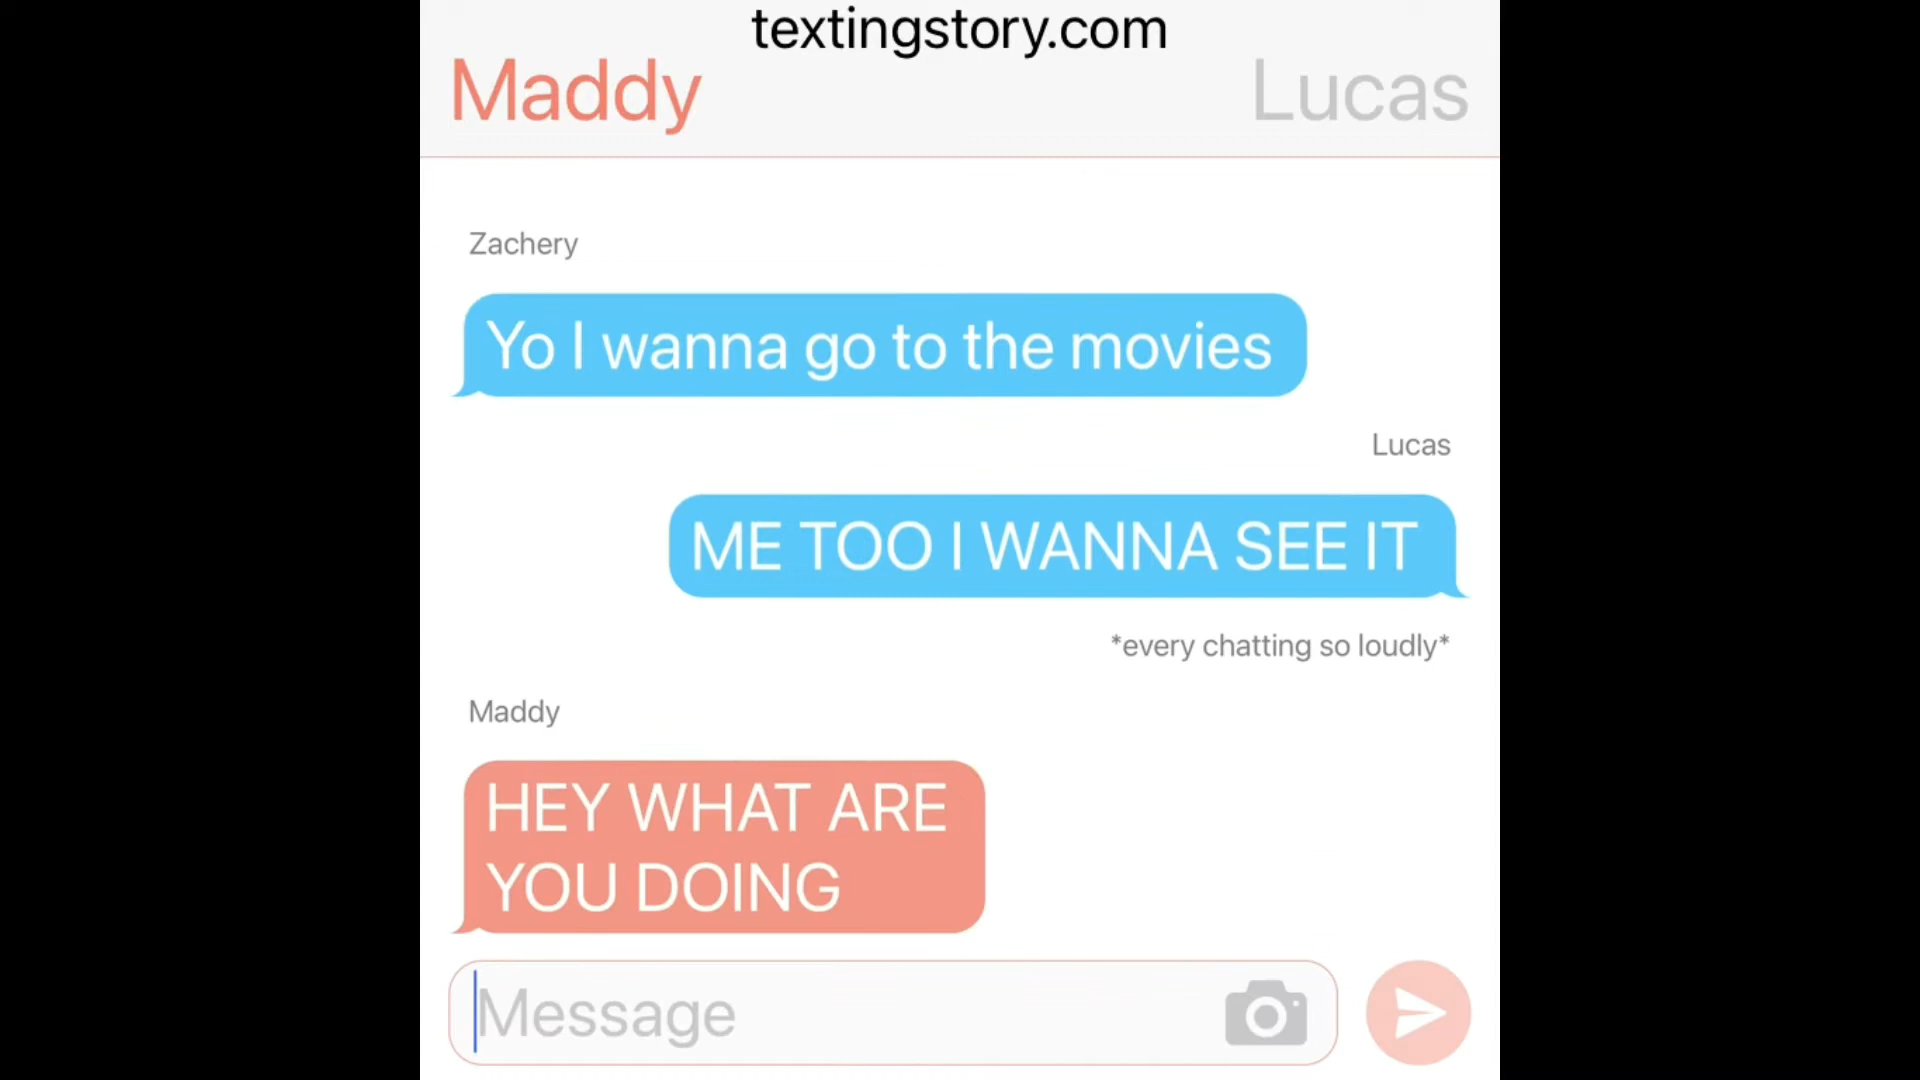 textingstory.com
Maddy
Lucas
Zachery
Yo I wanna go to the movies
Lucas
ME TOO I WANNA SEE IT
*every chatting so loudly*
Maddy
HEY WHAT ARE
YOU DOING
Message